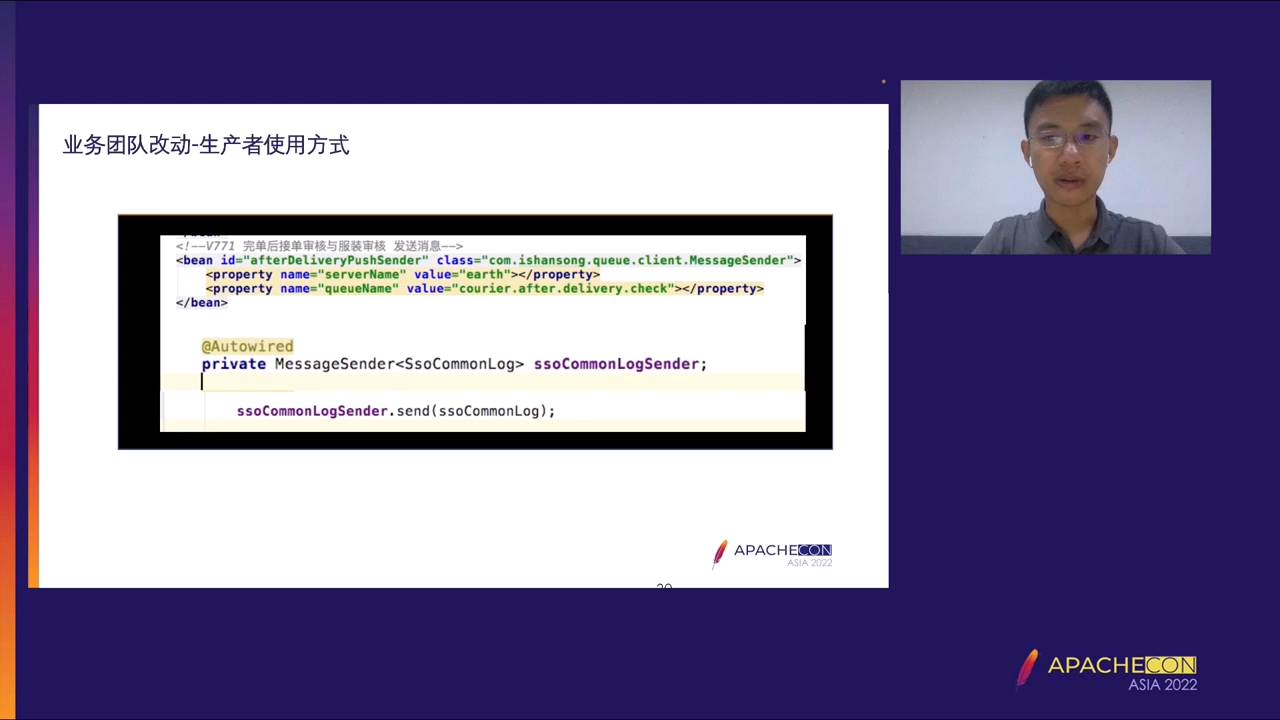 业务团队改动-生产者使用方式
<!--V771 完单后接单审核与服装审核 发送消息-->
<bean id="afterDeliveryPushSender" class="com.ishansong.queue.client.MessageSender">
<property name="serverName" value="earth"></property>
<property name="queueName" value="courier.after.delivery.check"></property>
</bean>
@Autowired
private MessageSender<SsoCommonLog> ssoCommonLogSender;
ssoCommonLogSender.send(ssoCommonLog);
APACHECON
ASIA 2022
APACHECON
ASIA 2022